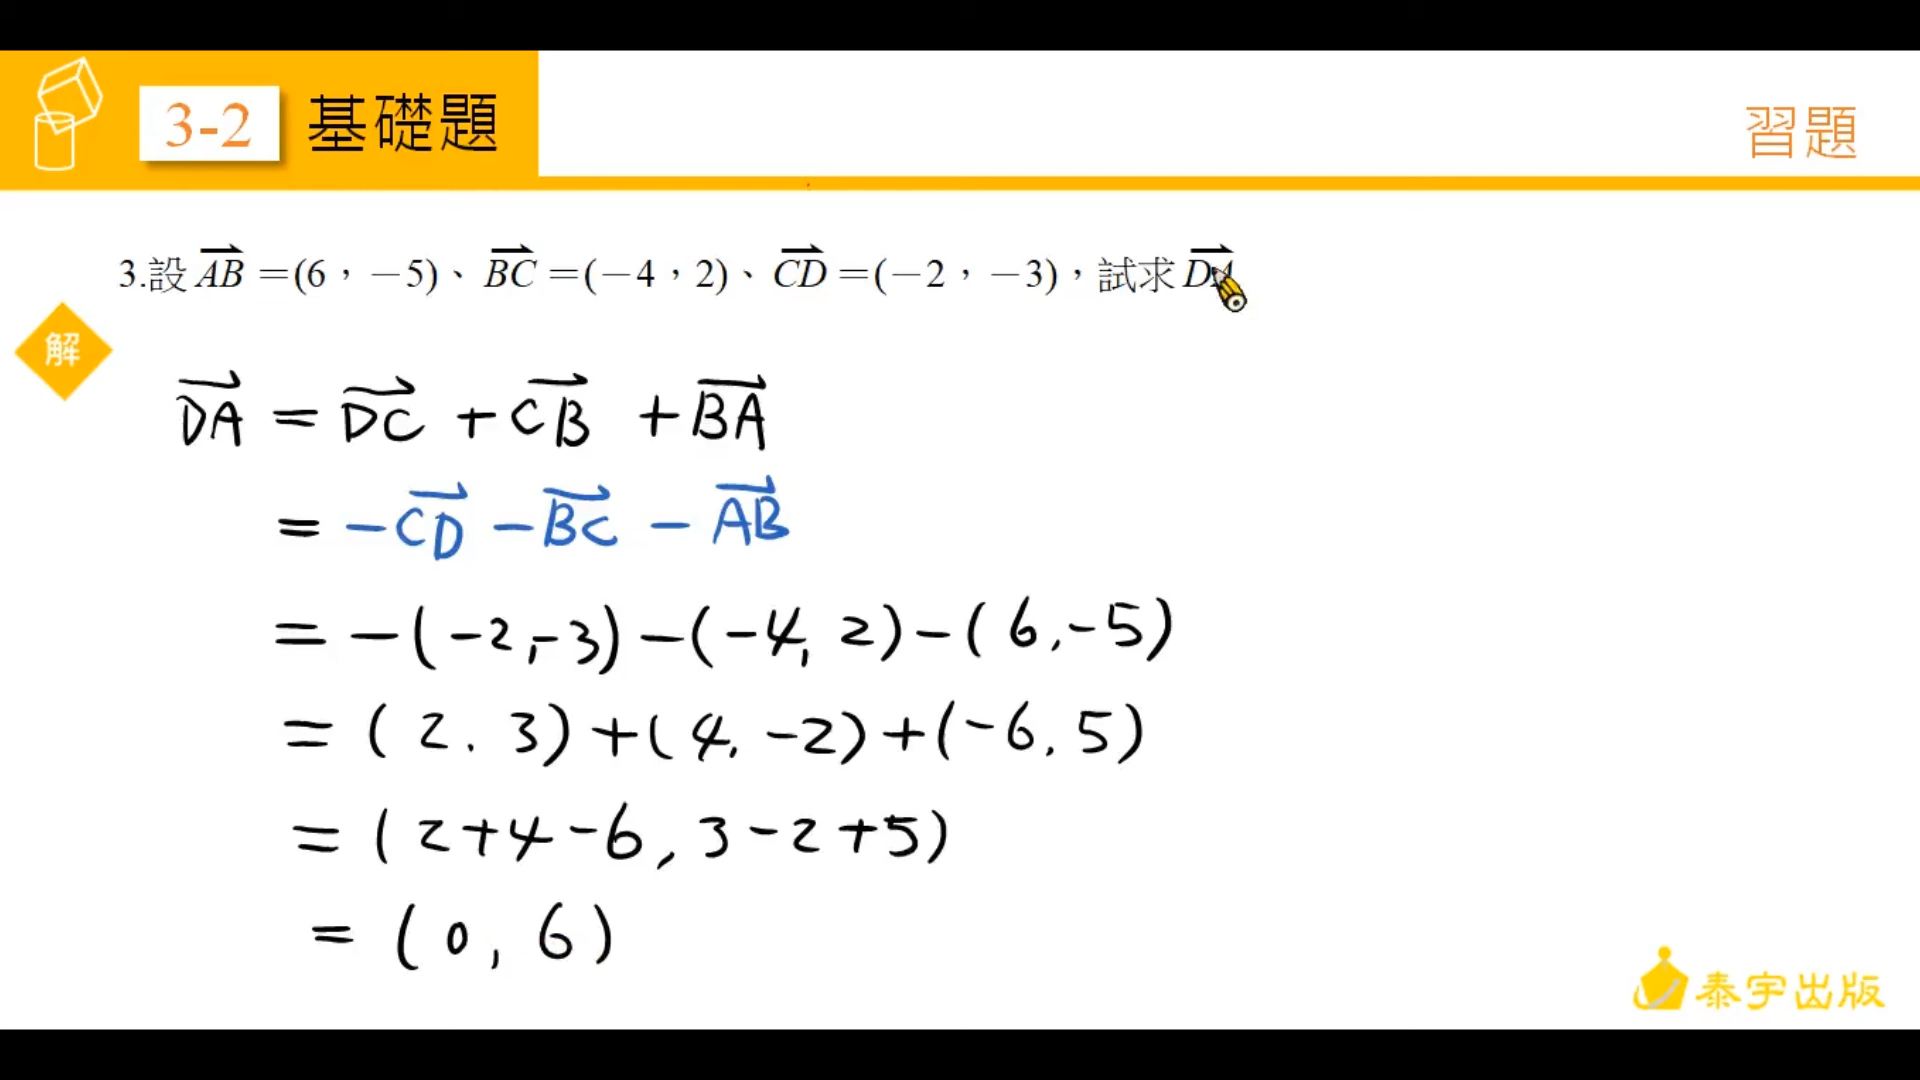 3-2 基礎題
習題
3.設 AB =(6,-5)、BC =(-4,2)、CD =(-2,-3),試求 DA
解
DA = DC + CB + BA
= -CD - BC - AB
= -(-2,-3)-(-4,2)-(6,-5)
= (2.3)+(4,-2)+(-6,5)
= (2+4-6,3-2+5)
= (0,6)
泰宇出版